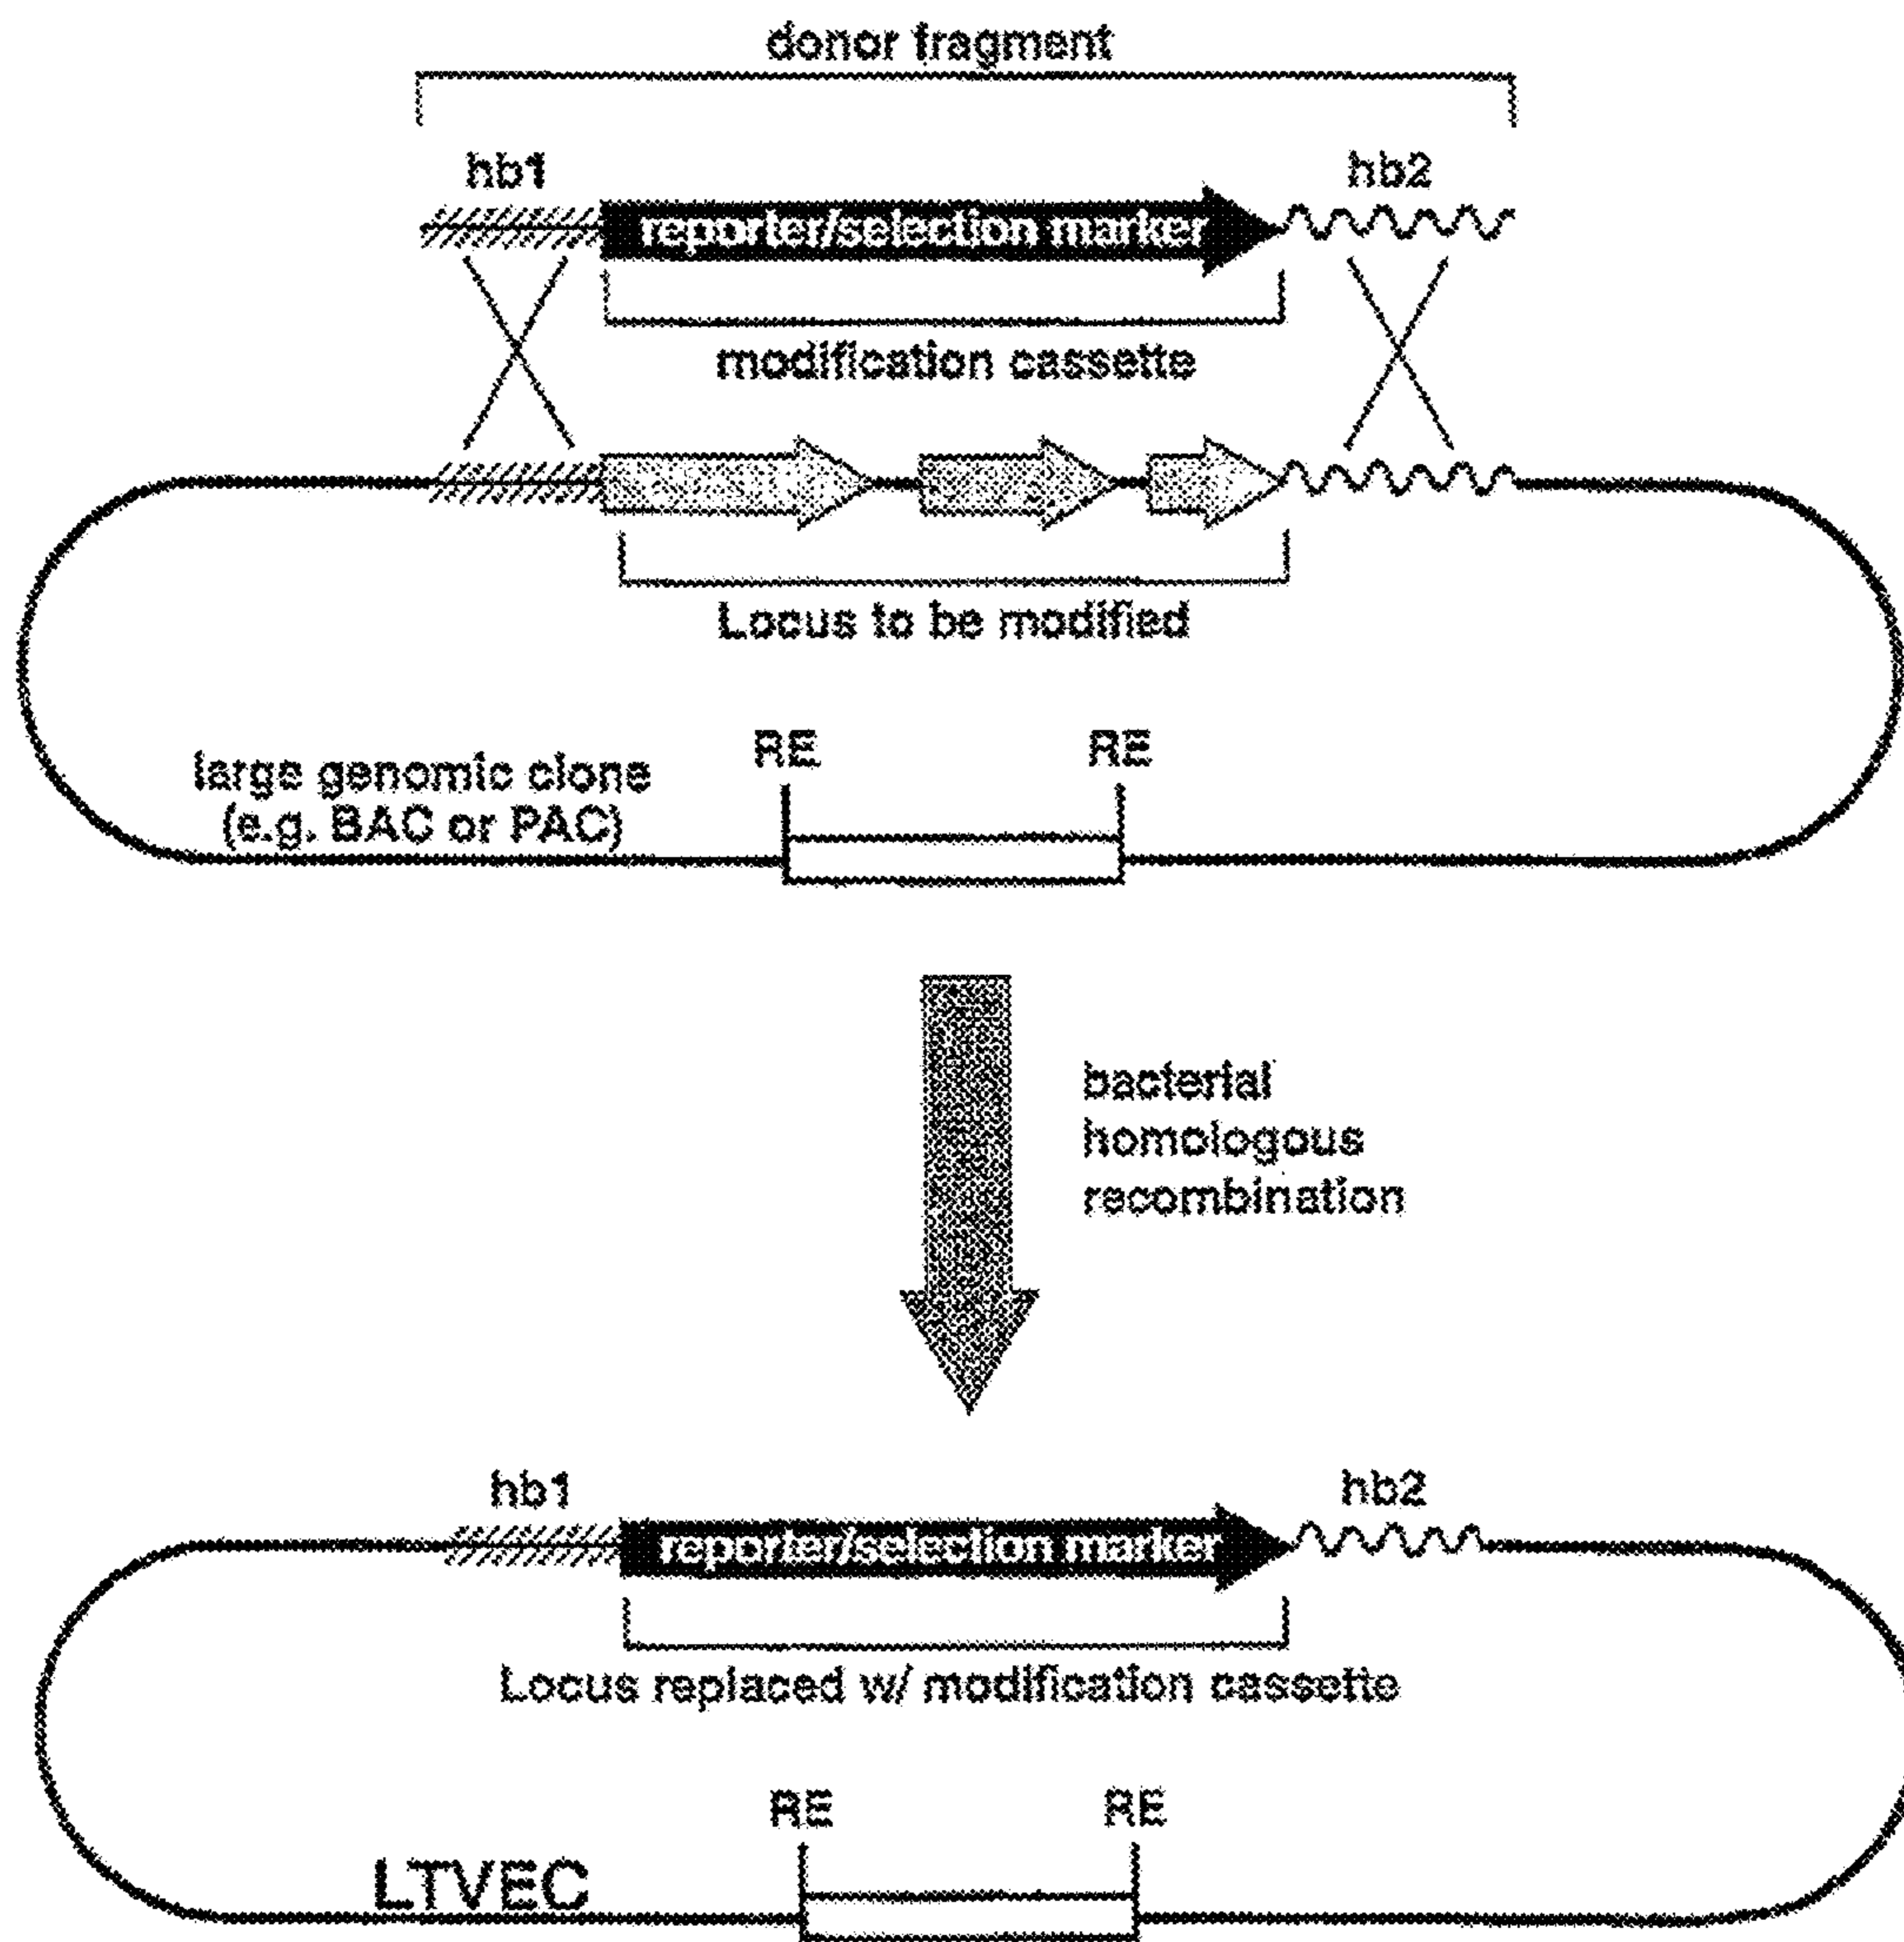 donor fragment
hb1
hb2
reporter/selection marker
modification cassette
Locus to be modified
RE
RE
large genomic clone
(e.g. BAC or PAC)
bacterial
homologous
recombination
hb1
hb2
reporter/selection marker
Locus replaced w/ modification cassette
RE
RE
LTVEC